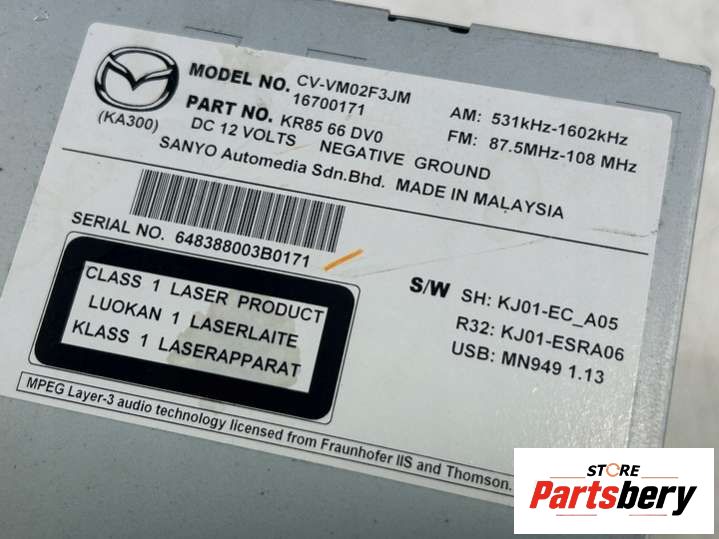 MODEL NO. CV-VM02F3JM
16700171
(KA300)
PART NO. KR85 66 DV0
DC 12 VOLTS NEGATIVE GROUND
SANYO Automedia Sdn.Bhd. MADE IN MALAYSIA
AM: 531kHz-1602kHz
FM: 87.5MHz-108 MHz
SERIAL NO. 648388003B0171
CLASS 1 LASER PRODUCT
LUOKAN 1 LASERLAITE
KLASS 1 LASERAPPARAT
S/W SH: KJ01-EC_A05
R32: KJ01-ESRA06
USB: MN949 1.13
MPEG Layer-3 audio technology licensed from Fraunhofer IIS and Thomson.
STORE
Partsbery